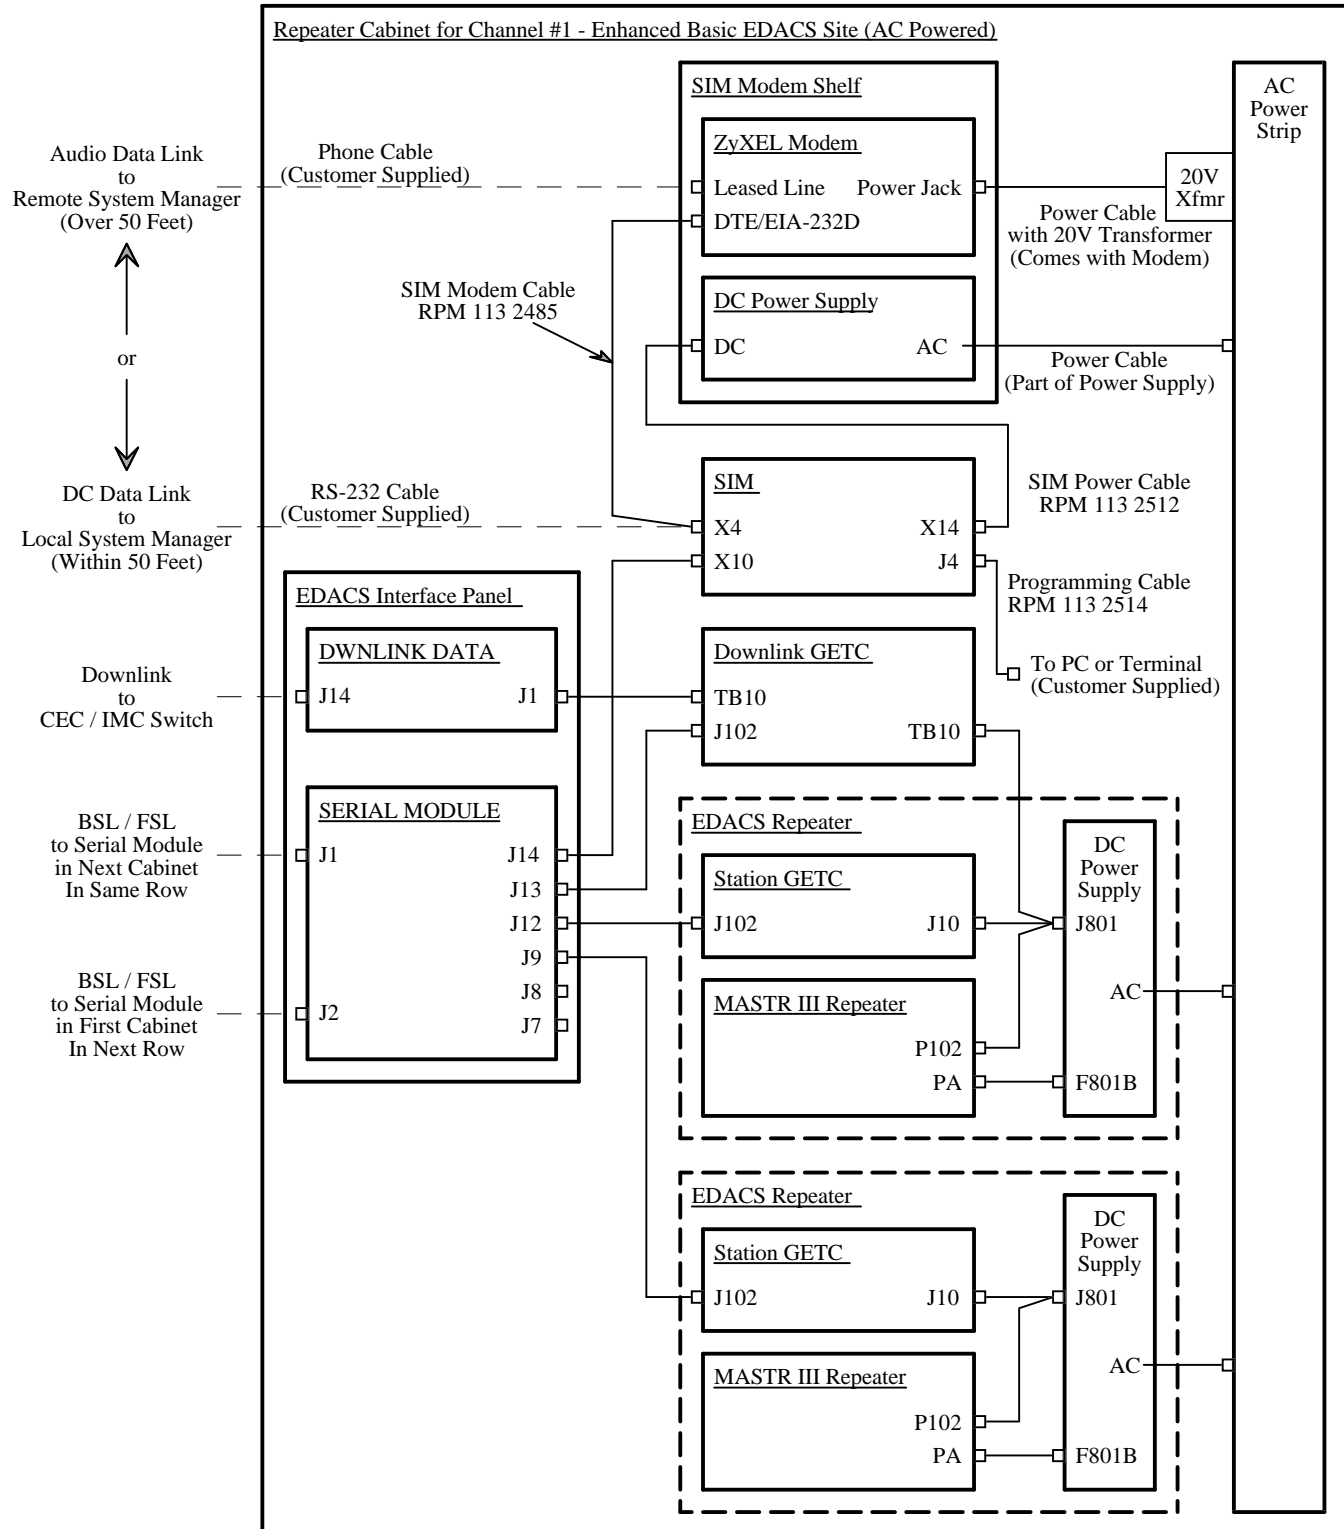 Repeater Cabinet for Channel #1 - Enhanced Basic EDACS Site (AC Powered)
SIM Modem Shelf
AC
Power
Strip
ZyXEL Modem
Audio Data Link
to
Remote System Manager
(Over 50 Feet)
Phone Cable
(Customer Supplied)
Leased Line
Power Jack
DTE/EIA-232D
20V
Xfmr
Power Cable
with 20V Transformer
(Comes with Modem)
SIM Modem Cable
RPM 113 2485
DC Power Supply
DC
AC
Power Cable
(Part of Power Supply)
or
DC Data Link
to
Local System Manager
(Within 50 Feet)
RS-232 Cable
(Customer Supplied)
SIM
X4
X14
X10
J4
SIM Power Cable
RPM 113 2512
Programming Cable
RPM 113 2514
To PC or Terminal
(Customer Supplied)
EDACS Interface Panel
DWNLINK DATA
J14
J1
Downlink
to
CEC / IMC Switch
Downlink GETC
TB10
J102
TB10
SERIAL MODULE
BSL / FSL
to Serial Module
in Next Cabinet
In Same Row
J1
J14
J13
J12
J9
J8
J7
J2
BSL / FSL
to Serial Module
in First Cabinet
In Next Row
EDACS Repeater
Station GETC
J102
J10
DC
Power
Supply
J801
AC
F801B
MASTR III Repeater
P102
PA
EDACS Repeater
Station GETC
J102
J10
DC
Power
Supply
J801
AC
F801B
MASTR III Repeater
P102
PA